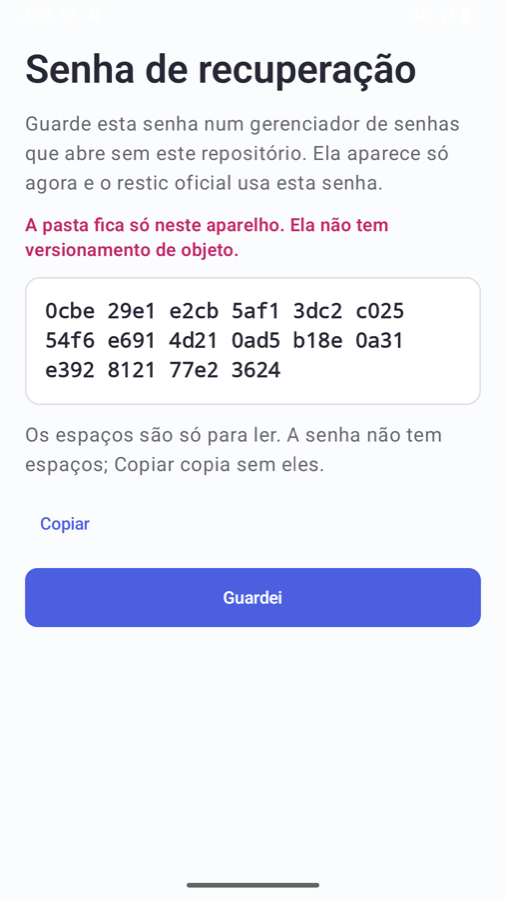 Senha de recuperação
Guarde esta senha num gerenciador de senhas
que abre sem este repositório. Ela aparece só
agora e o restic oficial usa esta senha.
A pasta fica só neste aparelho. Ela não tem
versionamento de objeto.
0cbe 29e1 e2cb 5af1 3dc2 c025
54f6 e691 4d21 0ad5 b18e 0a31
e392 8121 77e2 3624
Os espaços são só para ler. A senha não tem
espaços; Copiar copia sem eles.
Copiar
Guardei